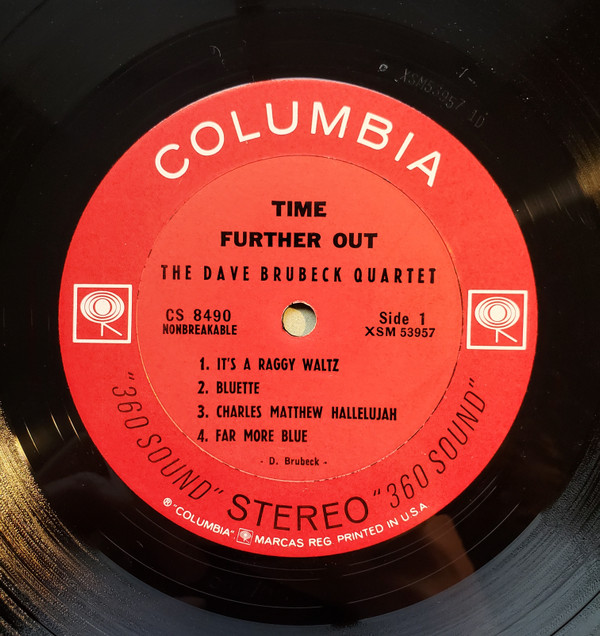 XSM53957 1D
COLUMBIA
TIME
FURTHER OUT
THE DAVE BRUBECK QUARTET
CS 8490
NONBREAKABLE
Side 1
XSM 53957
1. IT'S A RAGGY WALTZ
2. BLUETTE
3. CHARLES MATTHEW HALLELUJAH
4. FAR MORE BLUE
- D. Brubeck -
"360 SOUND" STEREO "360 SOUND"
® "COLUMBIA", MARCAS REG. PRINTED IN U.S.A.